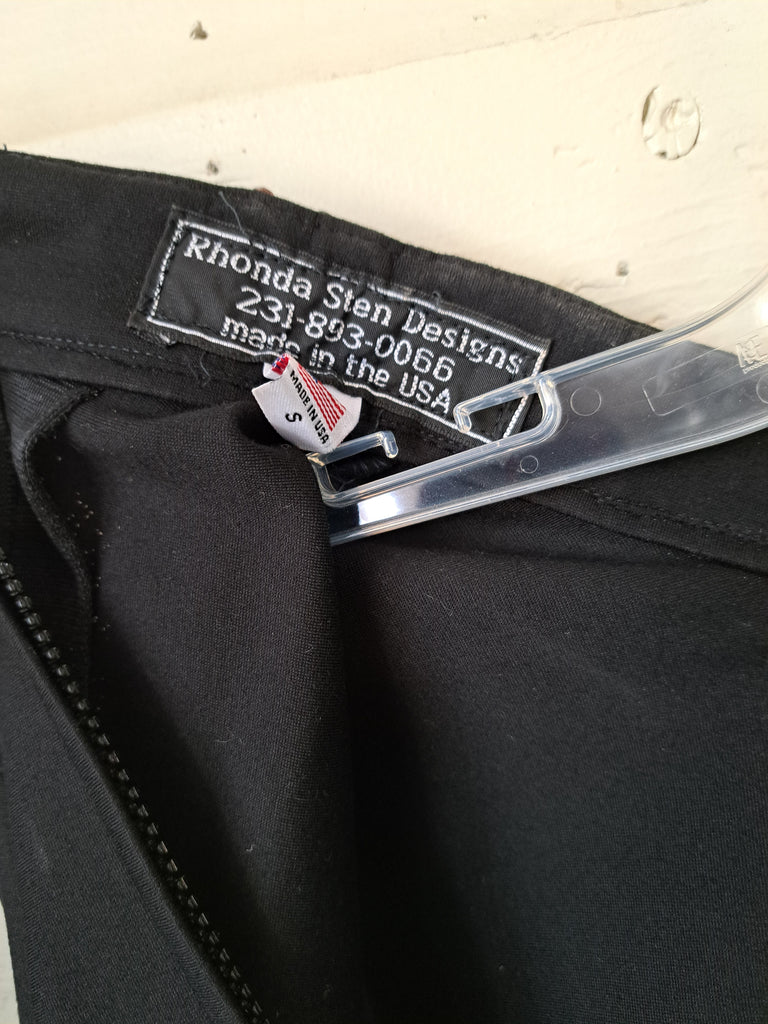 Rhonda Sten Designs
231-893-0066
made in the USA
MADE IN USA
S